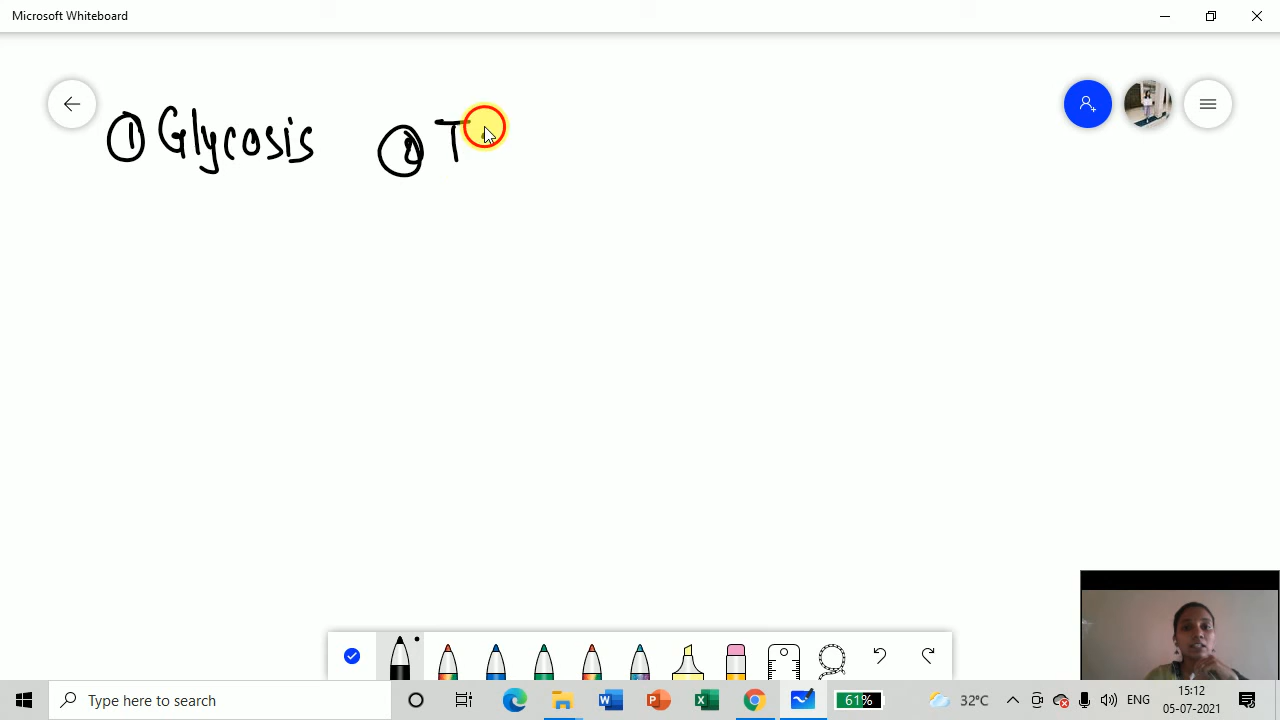 Microsoft Whiteboard
① Glycosis ② T
61%
Type here to search
32°C
ENG
15:12
05-07-2021